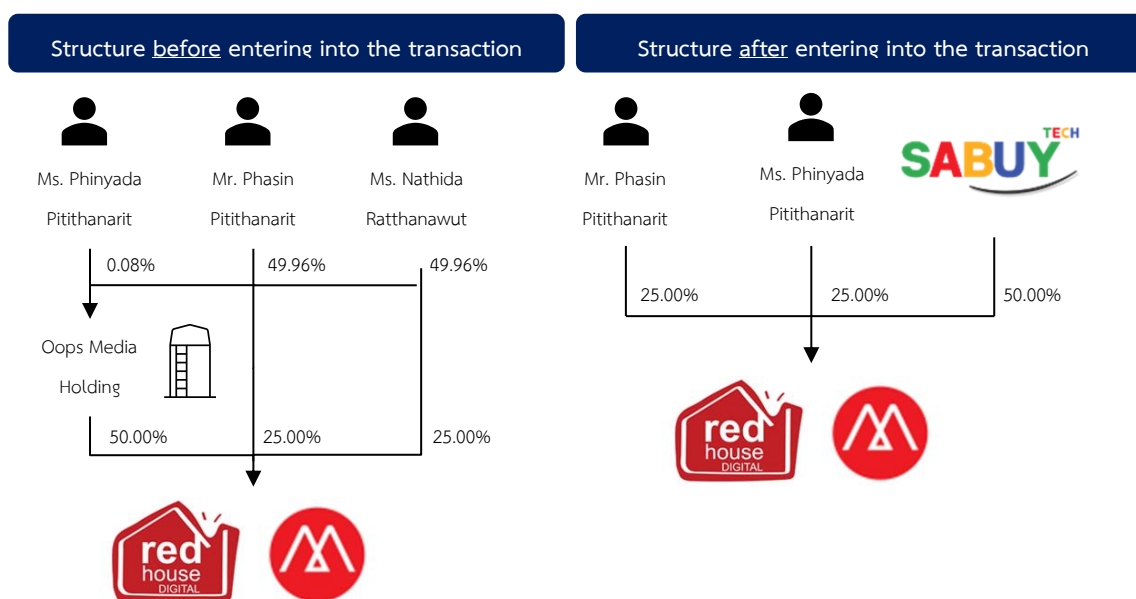 Structure before entering into the transaction
Structure after entering into the transaction
Ms. Phinyada
Pitithanarit
Mr. Phasin
Pitithanarit
Ms. Nathida
Ratthanawut
0.08%
49.96%
49.96%
Oops Media
Holding
50.00%
25.00%
25.00%
red
house
DIGITAL
Mr. Phasin
Pitithanarit
Ms. Phinyada
Pitithanarit
TECH
SABUY
25.00%
25.00%
50.00%
red
house
DIGITAL